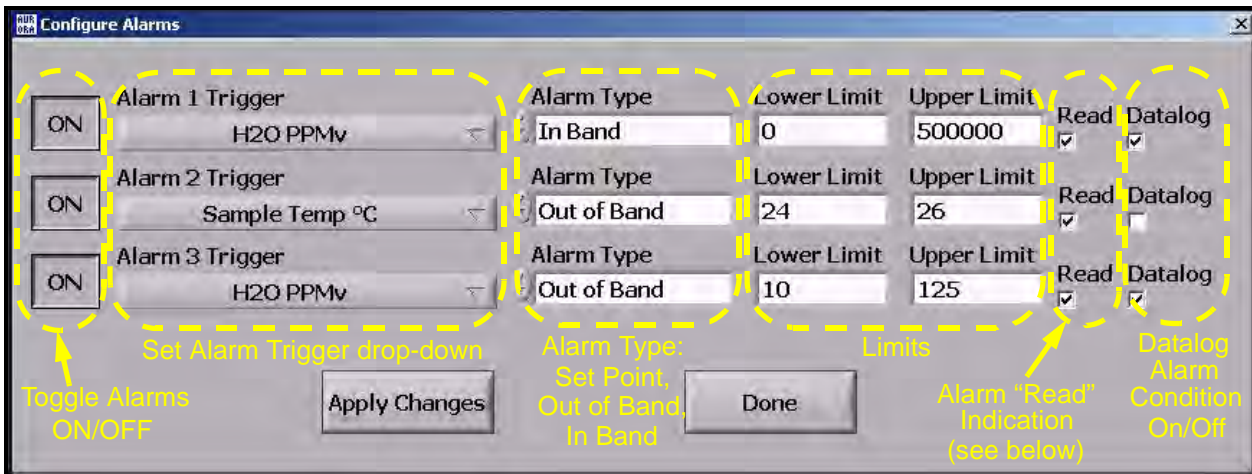 AURORA Configure Alarms
Alarm 1 Trigger Alarm Type Lower Limit Upper Limit Read Datalog
ON H2O PPMv In Band 0 500000
Alarm 2 Trigger Alarm Type Lower Limit Upper Limit Read Datalog
ON Sample Temp ºC Out of Band 24 26
Alarm 3 Trigger Alarm Type Lower Limit Upper Limit Read Datalog
ON H2O PPMv Out of Band 10 125
Toggle Alarms
ON/OFF
Set Alarm Trigger drop-down
Alarm Type:
Set Point,
Out of Band,
In Band
Limits
Alarm “Read”
Indication
(see below)
Datalog
Alarm
Condition
On/Off
Apply Changes
Done